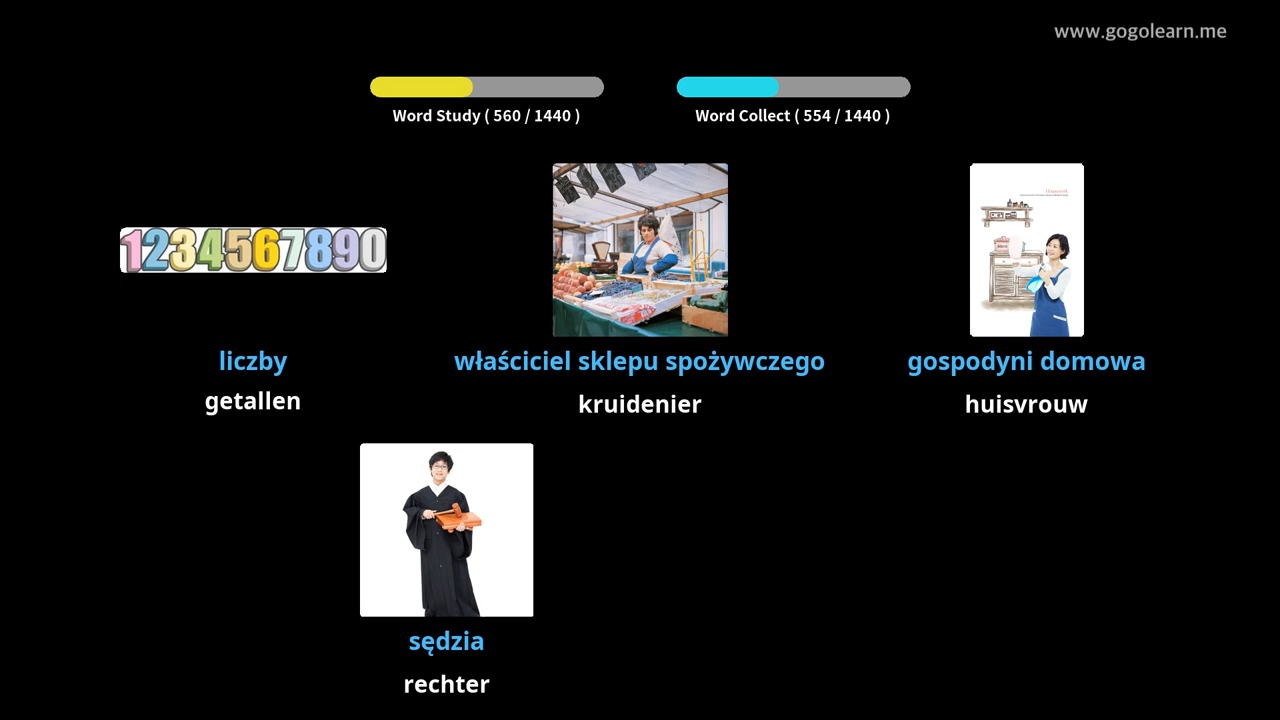 www.gogolearn.me
Word Study ( 560 / 1440 )
Word Collect ( 554 / 1440 )
1234567890
liczby
getallen
właściciel sklepu spożywczego
kruidenier
gospodyni domowa
huisvrouw
sędzia
rechter